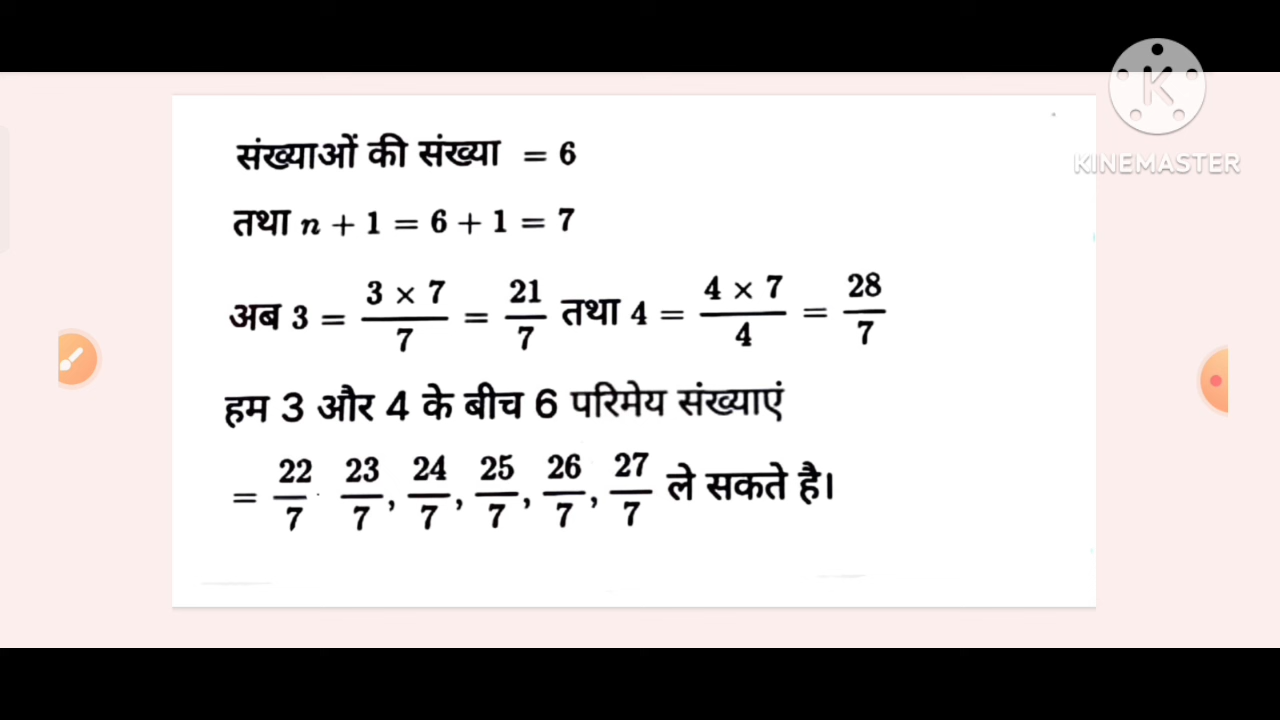 KINEMASTER
संख्याओं की संख्या = 6
तथा n + 1 = 6 + 1 = 7
अब 3 = (3 × 7)/7 = 21/7 तथा 4 = (4 × 7)/4 = 28/7
हम 3 और 4 के बीच 6 परिमेय संख्याएं
= 22/7 23/7, 24/7, 25/7, 26/7, 27/7 ले सकते है।